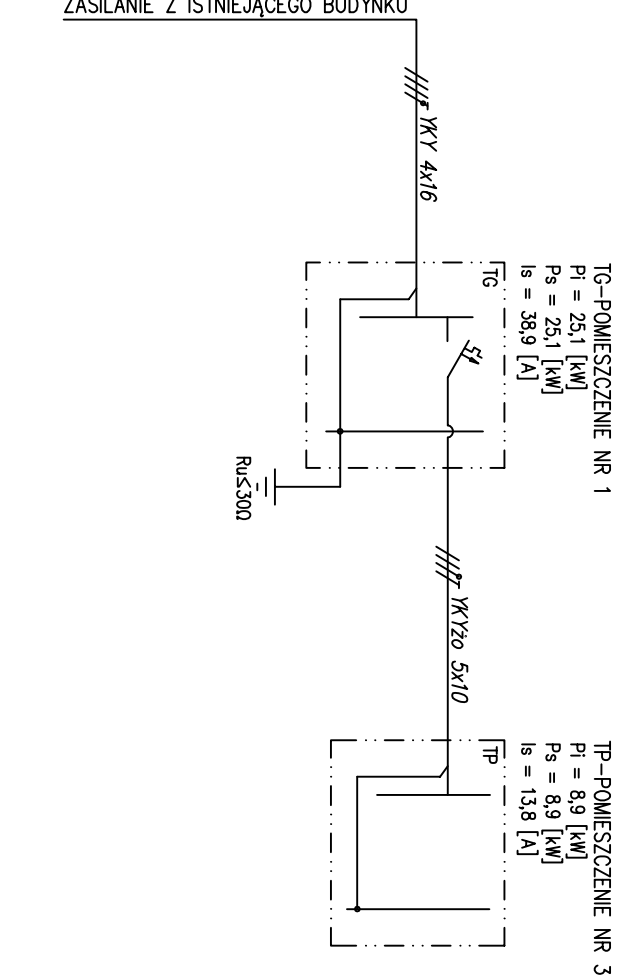 ZASILANIE Z ISTNIEJĄCEGO BUDYNKU
YKY 4x16
TG-POMIESZCZENIE NR 1
Pi = 25,1 [kW]
Ps = 25,1 [kW]
Is = 38,9 [A]
TG
Ru≤30Ω
YKYżo 5x10
TP-POMIESZCZENIE NR 3
Pi = 8,9 [kW]
Ps = 8,9 [kW]
Is = 13,8 [A]
TP